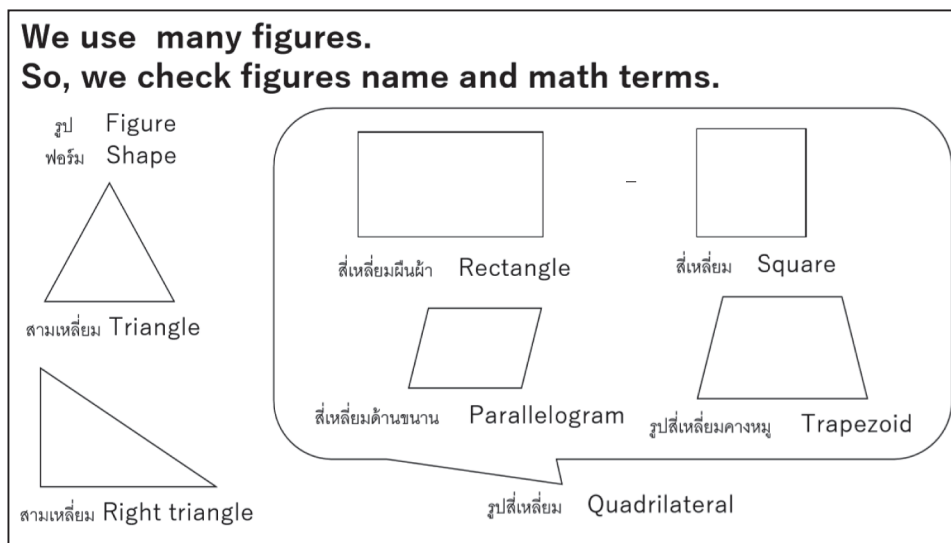 We use many figures.
So, we check figures name and math terms.
รูป Figure
ฟอร์ม Shape
สามเหลี่ยม Triangle
สามเหลี่ยม Right triangle
สี่เหลี่ยมผืนผ้า Rectangle
สี่เหลี่ยม Square
สี่เหลี่ยมด้านขนาน Parallelogram
รูปสี่เหลี่ยมคางหมู Trapezoid
รูปสี่เหลี่ยม Quadrilateral